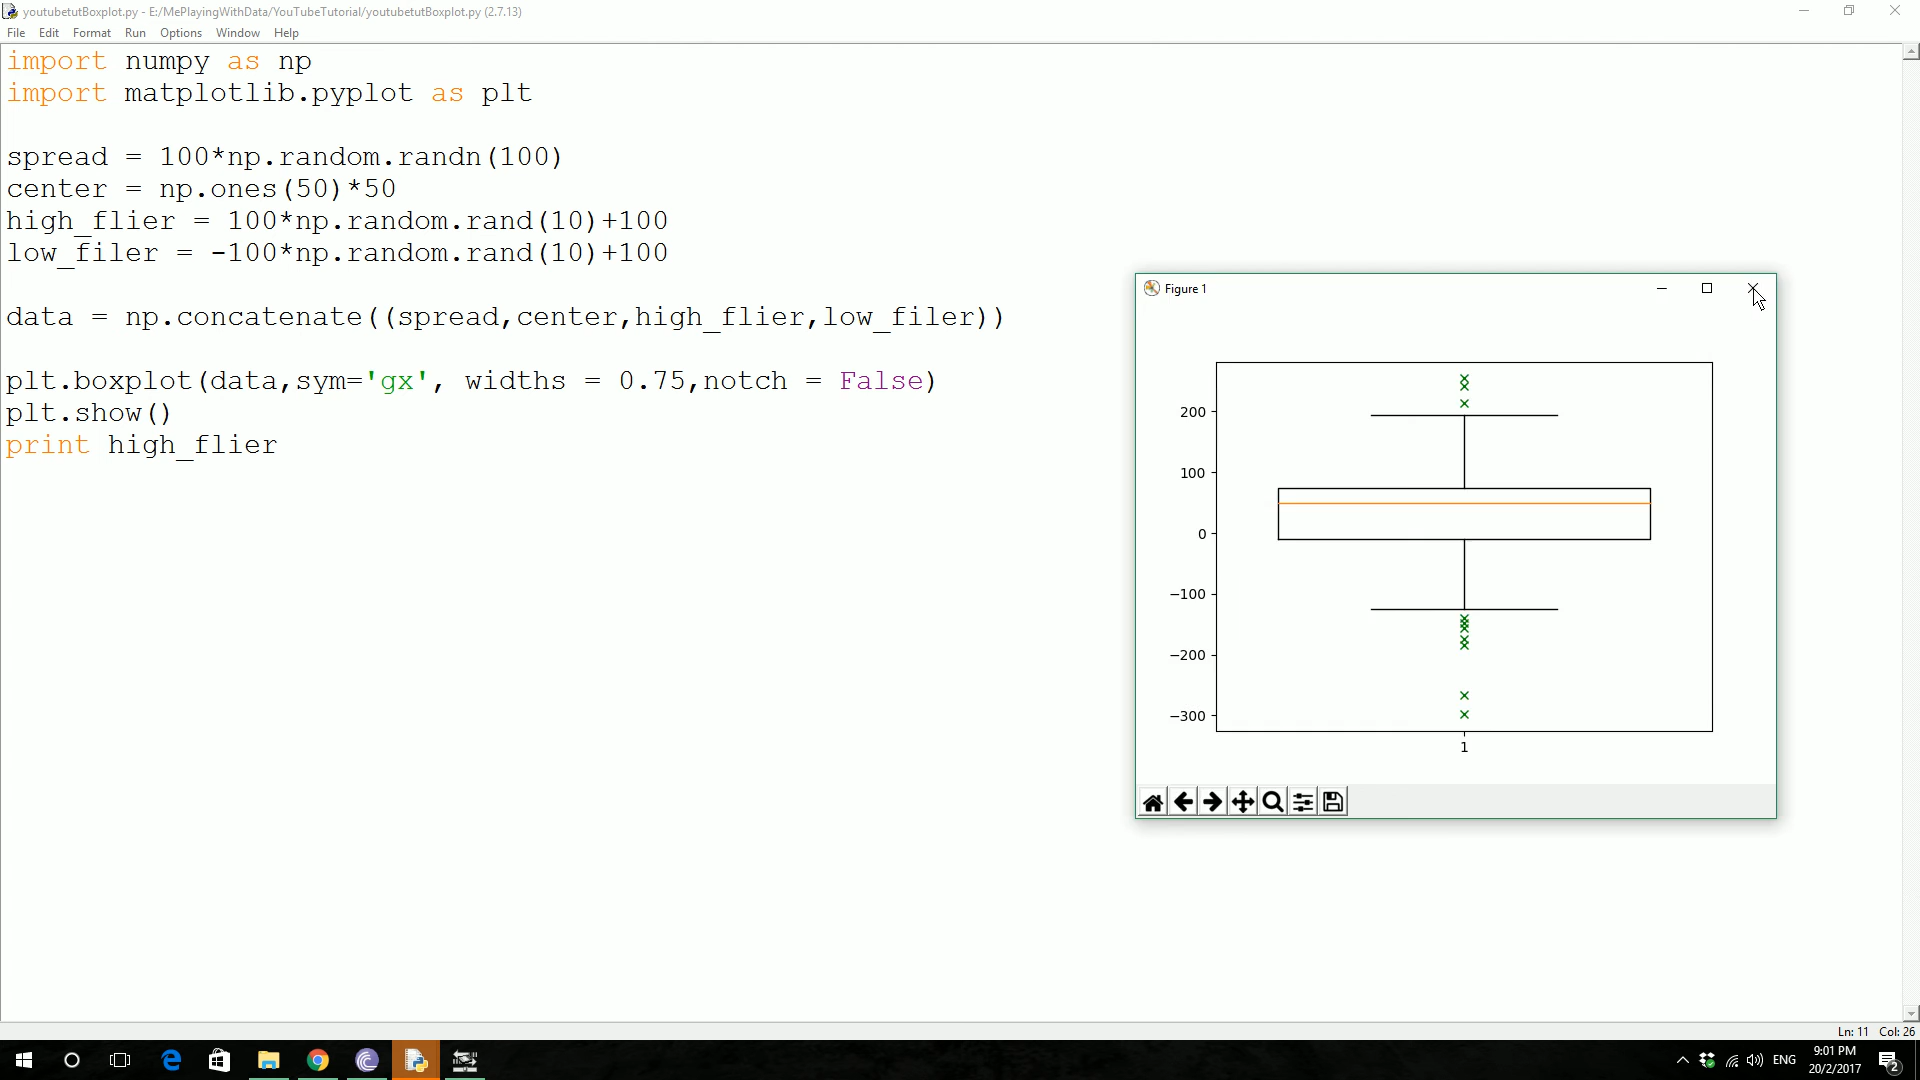 youtubetutBoxplot.py - E:/MePlayingWithData/YouTubeTutorial/youtubetutBoxplot.py (2.7.13)
File Edit Format Run Options Window Help
import numpy as np
import matplotlib.pyplot as plt
spread = 100*np.random.randn(100)
center = np.ones(50)*50
high_flier = 100*np.random.rand(10)+100
low_filer = -100*np.random.rand(10)+100
data = np.concatenate((spread,center,high_flier,low_filer))
plt.boxplot(data,sym='gx', widths = 0.75,notch = False)
plt.show()
print high_flier
Figure 1
200
100
0
−100
−200
−300
1
Ln: 11 Col: 26
ENG
9:01 PM
20/2/2017
2